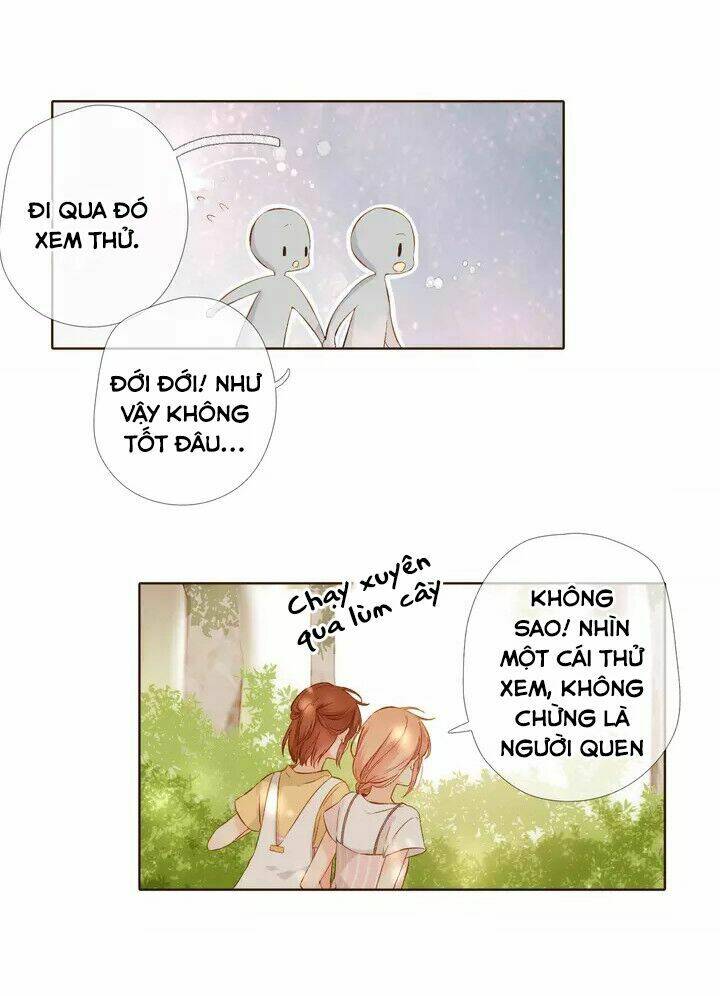 ĐI QUA ĐÓ
XEM THỬ.
ĐỚI ĐỚI! NHƯ
VẬY KHÔNG
TỐT ĐÂU...
Chạy xuyên
qua lùm cây
KHÔNG
SAO! NHÌN
MỘT CÁI THỬ
XEM, KHÔNG
CHỪNG LÀ
NGƯỜI QUEN